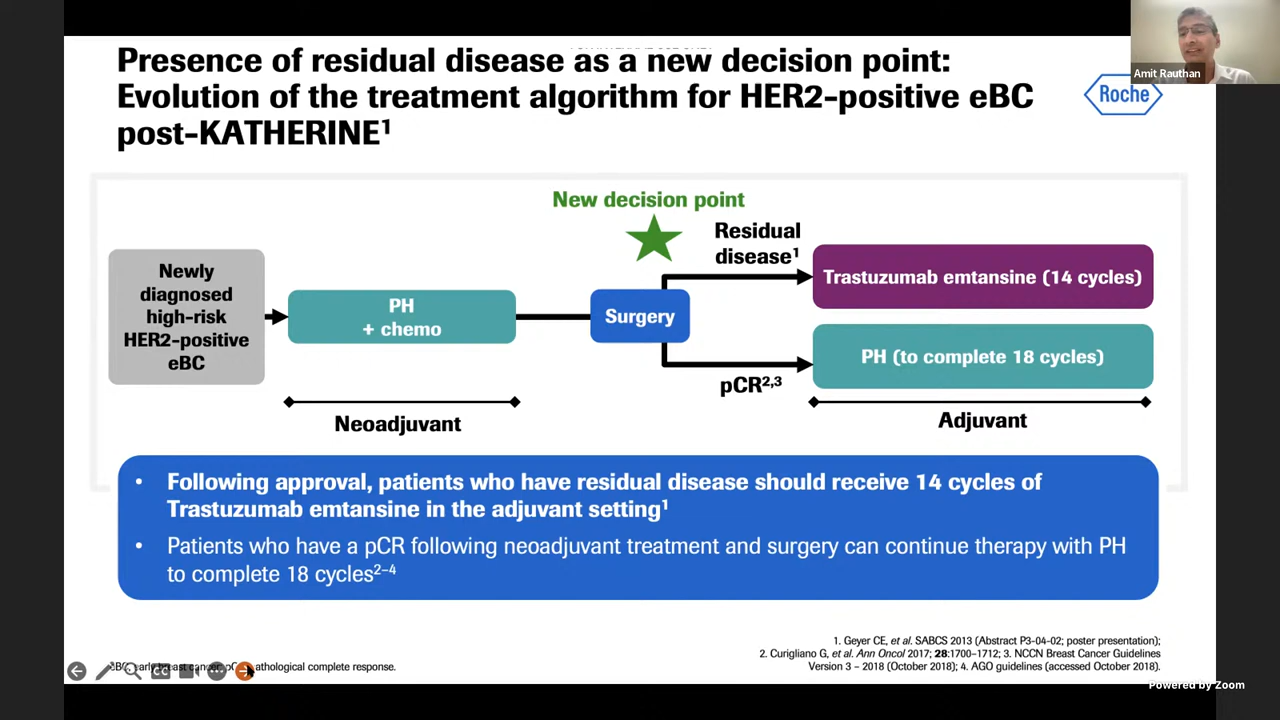 Amit Rauthan
Presence of residual disease as a new decision point:
Evolution of the treatment algorithm for HER2-positive eBC
post-KATHERINE1
Roche
New decision point
Residual
disease1
Newly
diagnosed
high-risk
HER2-positive
eBC
PH
+ chemo
Surgery
Trastuzumab emtansine (14 cycles)
PH (to complete 18 cycles)
pCR2,3
Neoadjuvant
Adjuvant
• Following approval, patients who have residual disease should receive 14 cycles of
Trastuzumab emtansine in the adjuvant setting1
• Patients who have a pCR following neoadjuvant treatment and surgery can continue therapy with PH
to complete 18 cycles2–4
1. Geyer CE, et al. SABCS 2013 (Abstract P3-04-02; poster presentation);
2. Curigliano G, et al. Ann Oncol 2017; 28:1700–1712; 3. NCCN Breast Cancer Guidelines
Version 3 – 2018 (October 2018); 4. AGO guidelines (accessed October 2018).
early breast cancer; athological complete response.
CC
Powered by Zoom